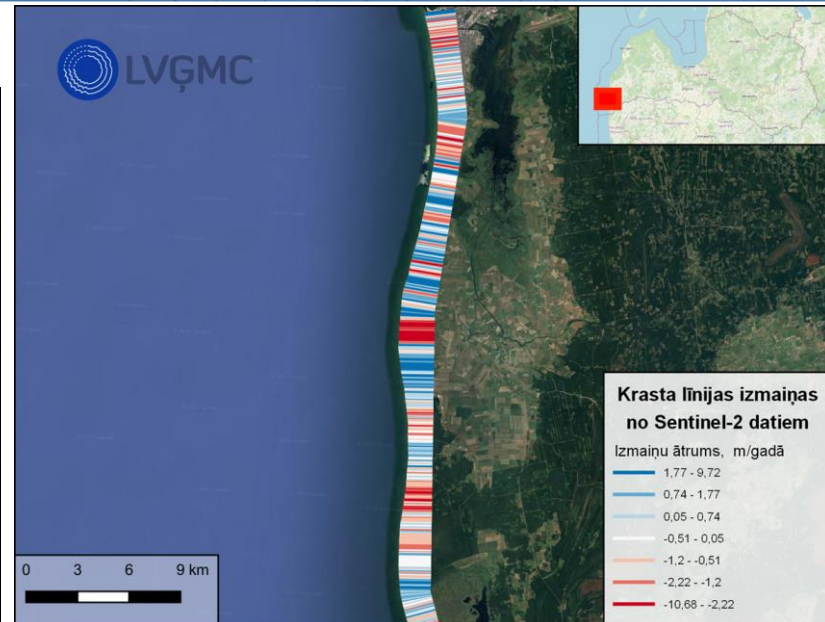 LVĢMC
Krasta līnijas izmaiņas
no Sentinel-2 datiem
Izmaiņu ātrums, m/gadā
1,77 - 9,72
0,74 - 1,77
0,05 - 0,74
-0,51 - 0,05
-1,2 - -0,51
-2,22 - -1,2
-10,68 - -2,22
0 3 6 9 km